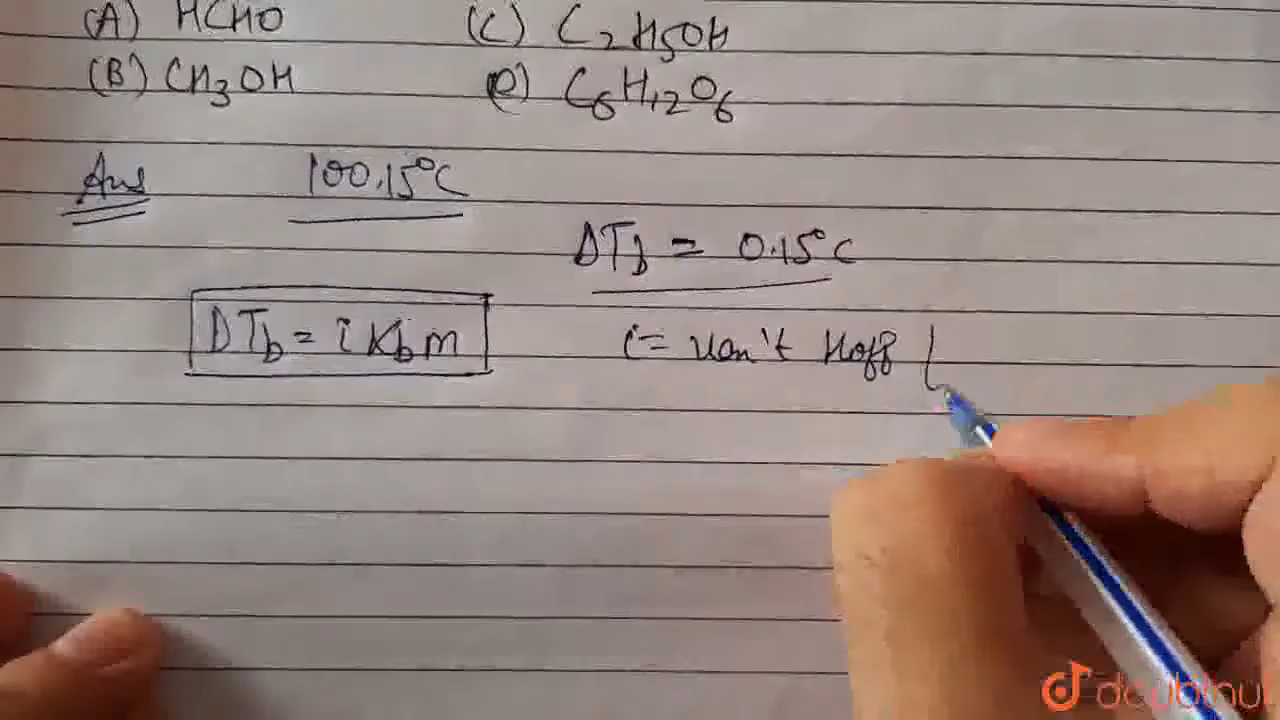 (A) HCHO (C) C2H5OH
(B) CH3OH (D) C6H12O6
Ans 100.15°C
ΔTb = 0.15°C
ΔTb = i Kb m i = Van't Hoff
doubtnut